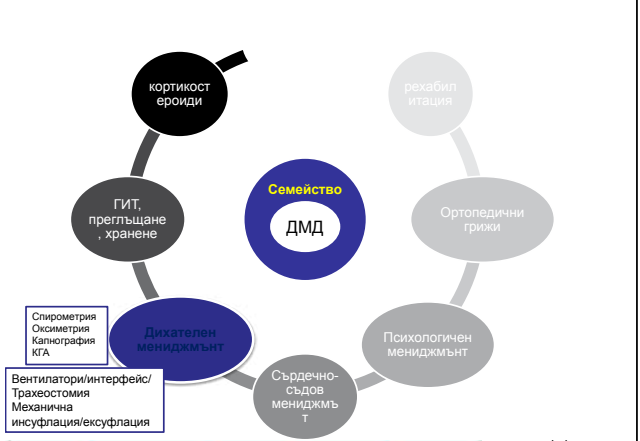 кортикост
ероиди
рехабил
итация
Семейство
ДМД
ГИТ,
преглъщане
, хранене
Ортопедични
грижи
Спирометрия
Оксиметрия
Капнография
КГА
Дихателен
мениджмънт
Психологичен
мениджмънт
Вентилатори/интерфейс/
Трахеостомия
Механична
инсуфлация/ексуфлация
Сърдечно-
съдов
мениджмъ
т